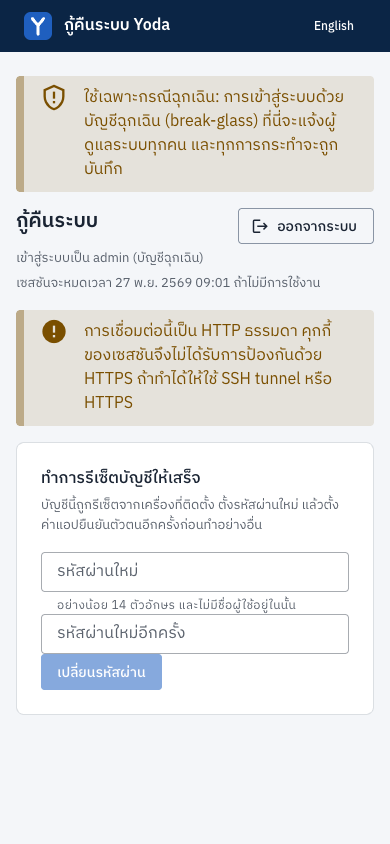 กู้คืนระบบ Yoda
English
ใช้เฉพาะกรณีฉุกเฉิน: การเข้าสู่ระบบด้วย
บัญชีฉุกเฉิน (break-glass) ที่นี่จะแจ้งผู้
ดูแลระบบทุกคน และทุกการกระทำจะถูก
บันทึก
กู้คืนระบบ
ออกจากระบบ
เข้าสู่ระบบเป็น admin (บัญชีฉุกเฉิน)
เซสชันจะหมดเวลา 27 พ.ย. 2569 09:01 ถ้าไม่มีการใช้งาน
การเชื่อมต่อนี้เป็น HTTP ธรรมดา คุกกี้
ของเซสชันจึงไม่ได้รับการป้องกันด้วย
HTTPS ถ้าทำได้ให้ใช้ SSH tunnel หรือ
HTTPS
ทำการรีเซ็ตบัญชีให้เสร็จ
บัญชีนี้ถูกรีเซ็ตจากเครื่องที่ติดตั้ง ตั้งรหัสผ่านใหม่ แล้วตั้ง
ค่าแอปยืนยันตัวตนอีกครั้งก่อนทำอย่างอื่น
รหัสผ่านใหม่
อย่างน้อย 14 ตัวอักษร และไม่มีชื่อผู้ใช้อยู่ในนั้น
รหัสผ่านใหม่อีกครั้ง
เปลี่ยนรหัสผ่าน